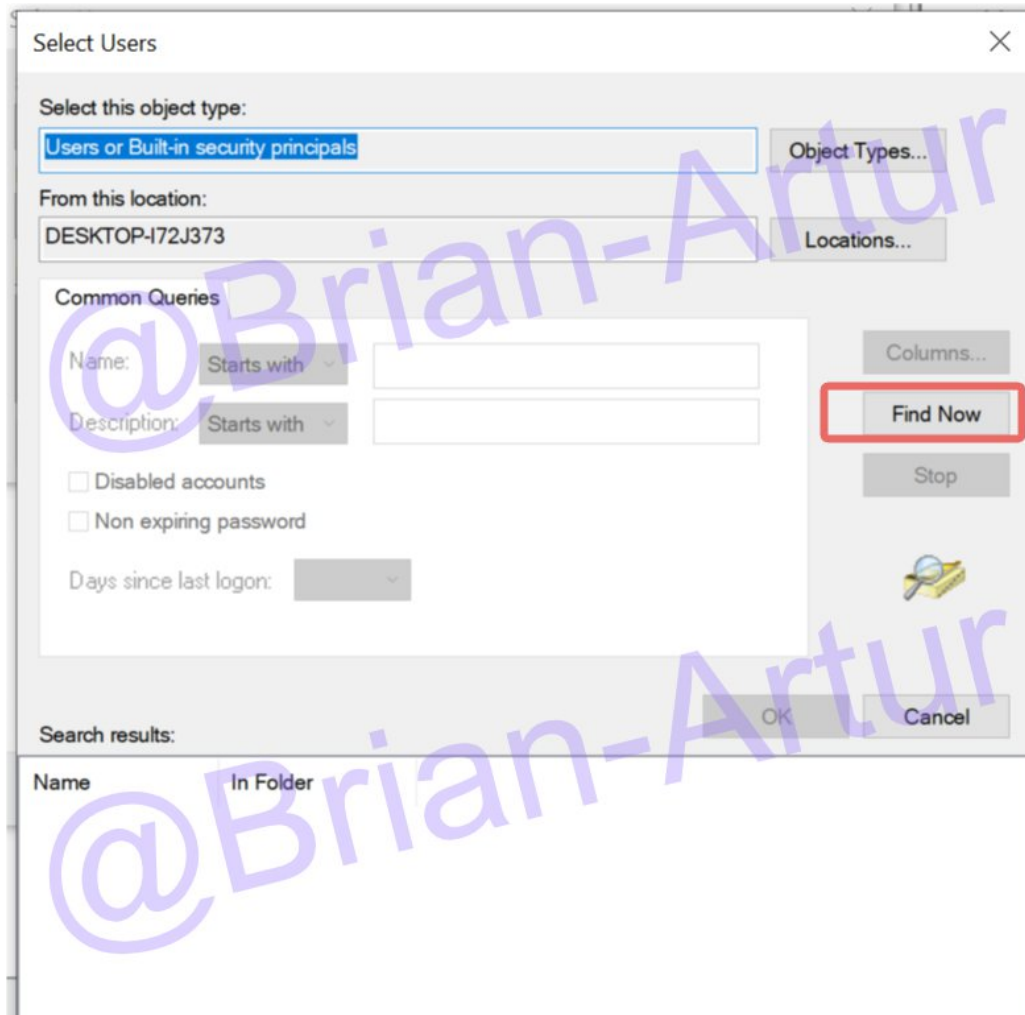 Select Users
Select this object type:
Users or Built-in security principals
Object Types...
From this location:
DESKTOP-I72J373
Locations...
Common Queries
Name:
Starts with
Columns...
Description:
Starts with
Find Now
Disabled accounts
Stop
Non expiring password
Days since last logon:
OK
Cancel
Search results:
Name
In Folder
@Brian-Artur
@Brian-Artur